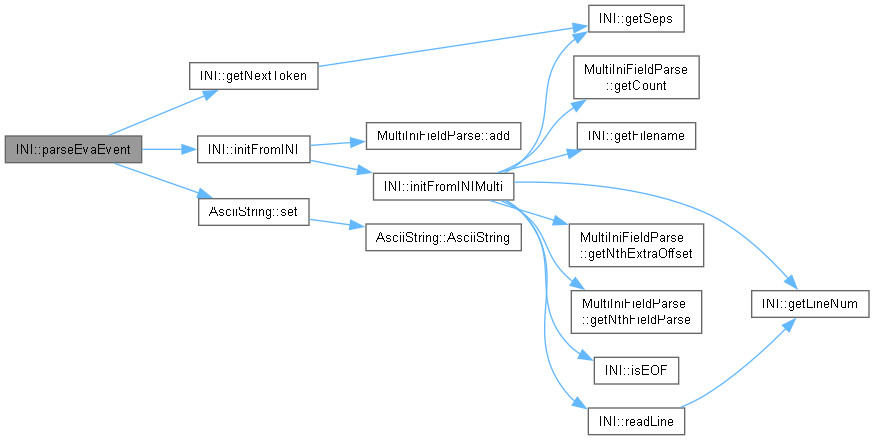 INI::parseEvaEvent
INI::getNextToken
INI::initFromINI
AsciiString::set
MultiIniFieldParse::add
INI::initFromINIMulti
AsciiString::AsciiString
INI::getSeps
MultiIniFieldParse
::getCount
INI::getFilename
MultiIniFieldParse
::getNthExtraOffset
MultiIniFieldParse
::getNthFieldParse
INI::isEOF
INI::readLine
INI::getLineNum